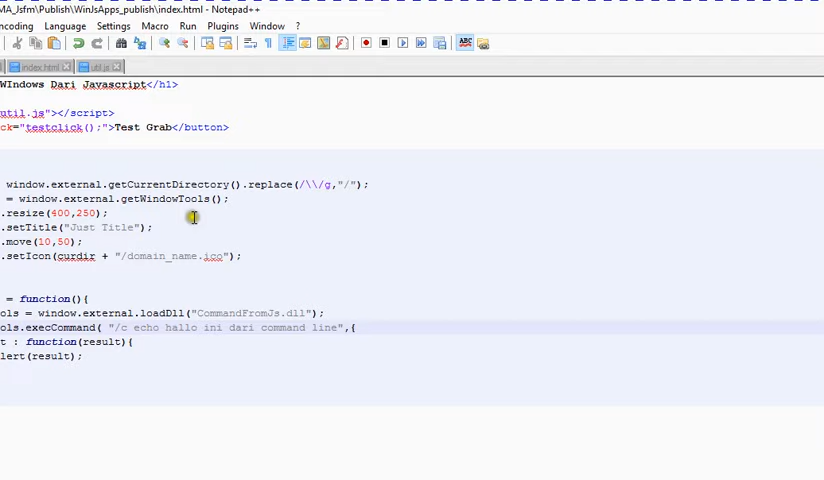 MA_Jsfm\Publish\WinJsApps_publish\index.html - Notepad++
ncoding Language Settings Macro Run Plugins Window ?
ABC
index.html util.js
WIndows Dari Javascript</h1>
util.js"></script>
ck="testclick();">Test Grab</button>
window.external.getCurrentDirectory().replace(/\\/g,"/");
= window.external.getWindowTools();
.resize(400,250);
.setTitle("Just Title");
.move(10,50);
.setIcon(curdir + "/domain_name.ico");
= function(){
ols = window.external.loadDll("CommandFromJs.dll");
ols.execCommand( "/c echo hallo ini dari command line",{
t : function(result){
lert(result);